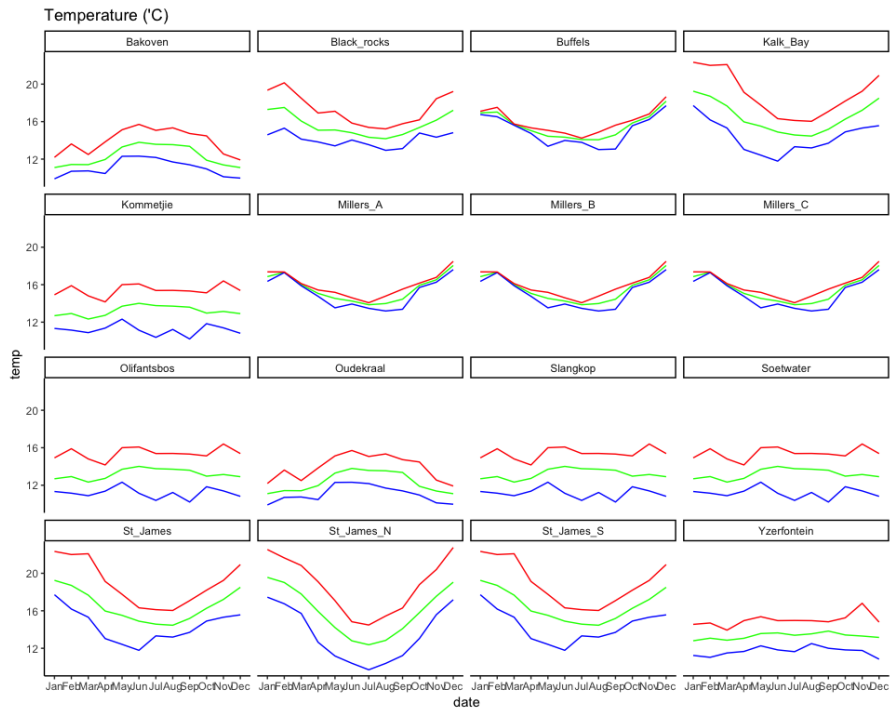 Temperature ('C)
Bakoven
Black_rocks
Buffels
Kalk_Bay
20
16
12
Kommetjie
Millers_A
Millers_B
Millers_C
20
16
12
temp
Olifantsbos
Oudekraal
Slangkop
Soetwater
20
16
12
St_James
St_James_N
St_James_S
Yzerfontein
20
16
12
JanFebMarAprMayJunJulAugSepOctNovDec
JanFebMarAprMayJunJulAugSepOctNovDec
JanFebMarAprMayJunJulAugSepOctNovDec
JanFebMarAprMayJunJulAugSepOctNovDec
date